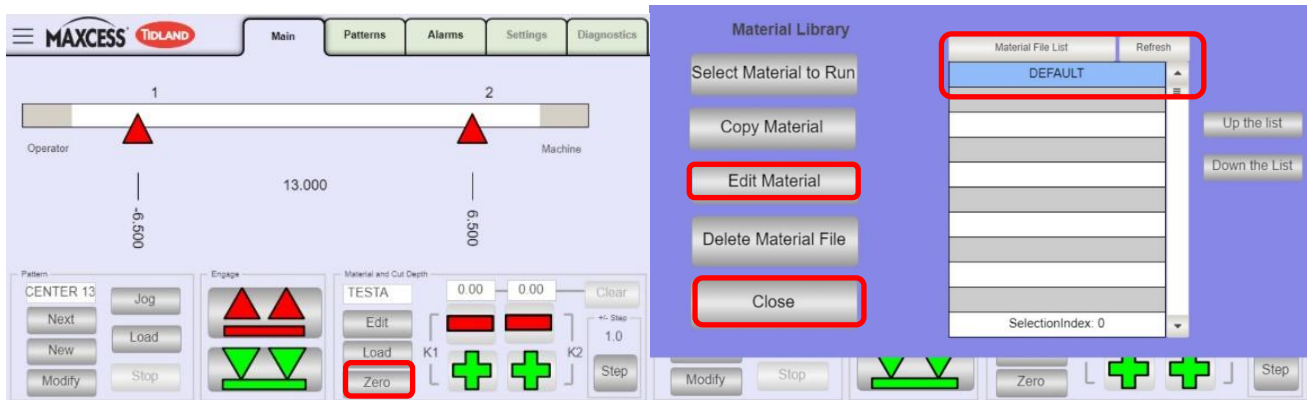 MAXCESS TIDLAND
Main
Patterns
Alarms
Settings
Diagnostics
1 2
Operator Machine
13.000
-6.500 6.500
Pattern
CENTER 13
Jog
Next
Load
New
Modify
Stop
Engage
Material and Cut Depth
TESTA
0.00 0.00
Clear
Edit
+/- Step
1.0
Load
K1 K2
Zero
Step
Material Library
Select Material to Run
Copy Material
Edit Material
Delete Material File
Close
Material File List Refresh
DEFAULT
Up the list
Down the List
SelectionIndex: 0
Modify
Stop
Zero
Step